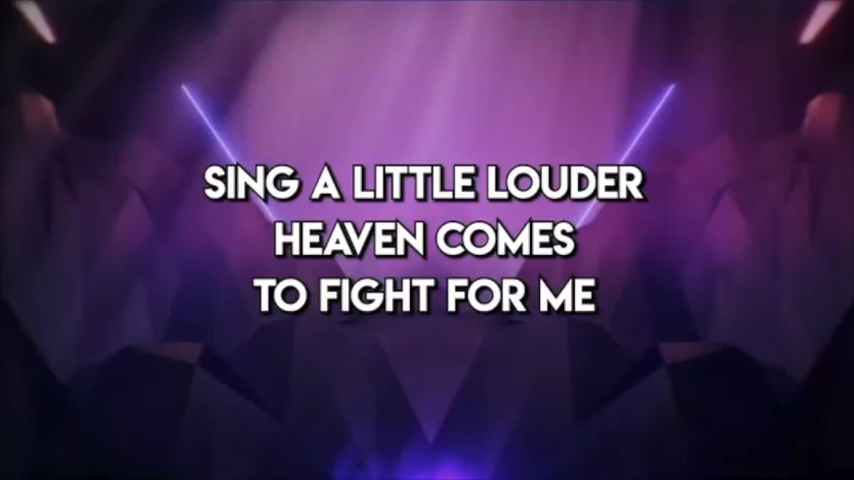 SING A LITTLE LOUDER
HEAVEN COMES
TO FIGHT FOR ME